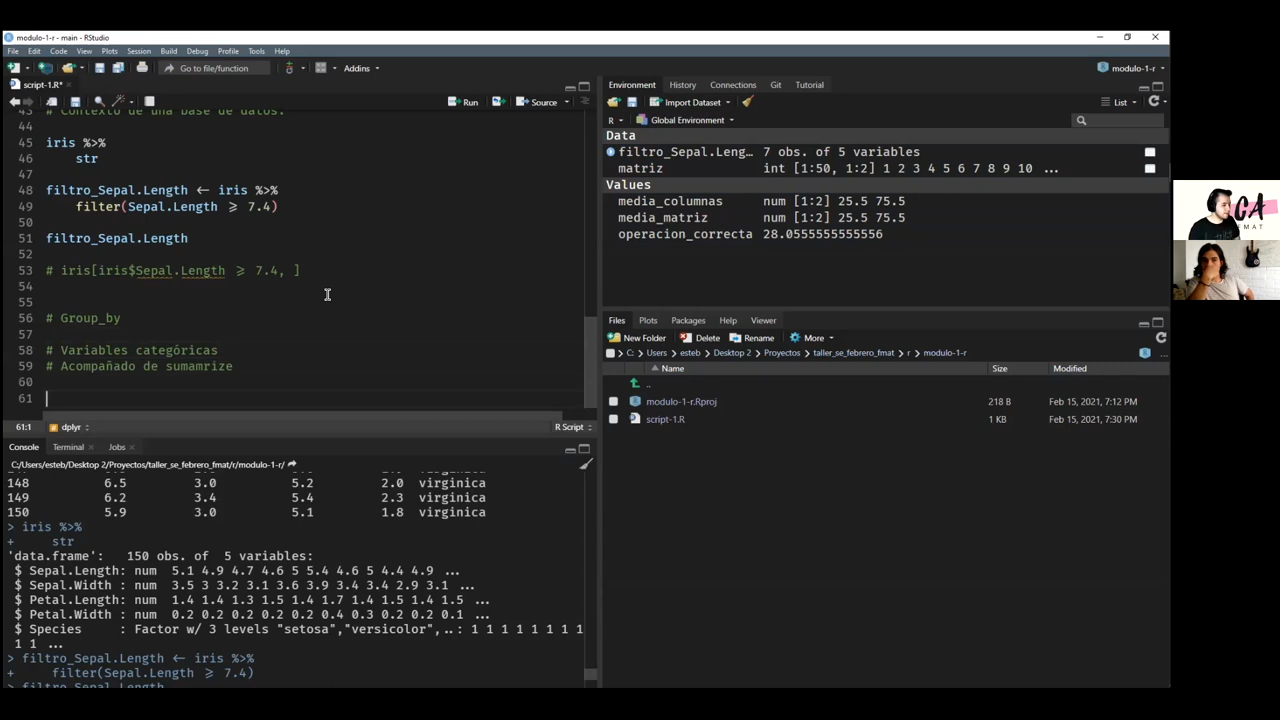 modulo-1-r - main - RStudio
File Edit Code View Plots Session Build Debug Profile Tools Help
Go to file/function
Addins
modulo-1-r
script-1.R*
Run
Source
43 # Contexto de una base de datos.
44
45 iris %>%
46 str
47
48 filtro_Sepal.Length <- iris %>%
49 filter(Sepal.Length >= 7.4)
50
51 filtro_Sepal.Length
52
53 # iris[iris$Sepal.Length >= 7.4, ]
54
55
56 # Group_by
57
58 # Variables categóricas
59 # Acompañado de sumamrize
60
61
61:1
dplyr
R Script
Console Terminal Jobs
C:/Users/esteb/Desktop 2/Proyectos/taller_se_febrero_fmat/r/modulo-1-r/
148 6.5 3.0 5.2 2.0 virginica
149 6.2 3.4 5.4 2.3 virginica
150 5.9 3.0 5.1 1.8 virginica
> iris %>%
+ str
'data.frame': 150 obs. of 5 variables:
$ Sepal.Length: num 5.1 4.9 4.7 4.6 5 5.4 4.6 5 4.4 4.9 ...
$ Sepal.Width : num 3.5 3 3.2 3.1 3.6 3.9 3.4 3.4 2.9 3.1 ...
$ Petal.Length: num 1.4 1.4 1.3 1.5 1.4 1.7 1.4 1.5 1.4 1.5 ...
$ Petal.Width : num 0.2 0.2 0.2 0.2 0.2 0.4 0.3 0.2 0.2 0.1 ...
$ Species : Factor w/ 3 levels "setosa","versicolor",..: 1 1 1 1 1 1 1 1
1 1 ...
> filtro_Sepal.Length <- iris %>%
+ filter(Sepal.Length >= 7.4)
> filtro_Sepal.Length
Environment History Connections Git Tutorial
Import Dataset
List
R
Global Environment
Data
filtro_Sepal.Leng... 7 obs. of 5 variables
matriz int [1:50, 1:2] 1 2 3 4 5 6 7 8 9 10 ...
Values
media_columnas num [1:2] 25.5 75.5
media_matriz num [1:2] 25.5 75.5
operacion_correcta 28.0555555555556
Files Plots Packages Help Viewer
New Folder Delete Rename More
C: Users esteb Desktop 2 Proyectos taller_se_febrero_fmat r modulo-1-r
...
Name Size Modified
..
modulo-1-r.Rproj 218 B Feb 15, 2021, 7:12 PM
script-1.R 1 KB Feb 15, 2021, 7:30 PM
CA